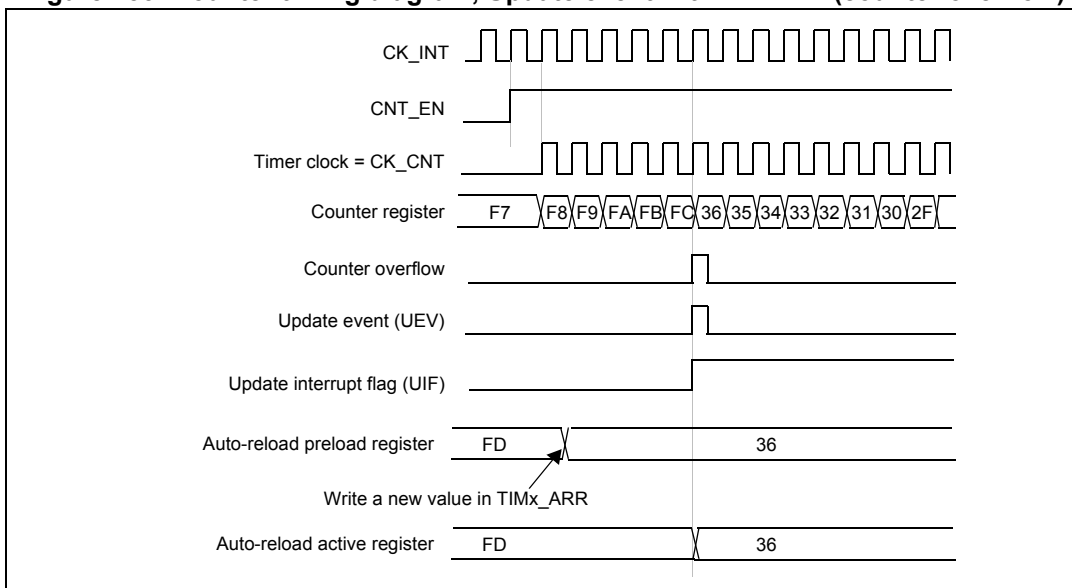 CK_INT
CNT_EN
Timer clock = CK_CNT
Counter register F7 F8 F9 FA FB FC 36 35 34 33 32 31 30 2F
Counter overflow
Update event (UEV)
Update interrupt flag (UIF)
Auto-reload preload register FD 36
Write a new value in TIMx_ARR
Auto-reload active register FD 36